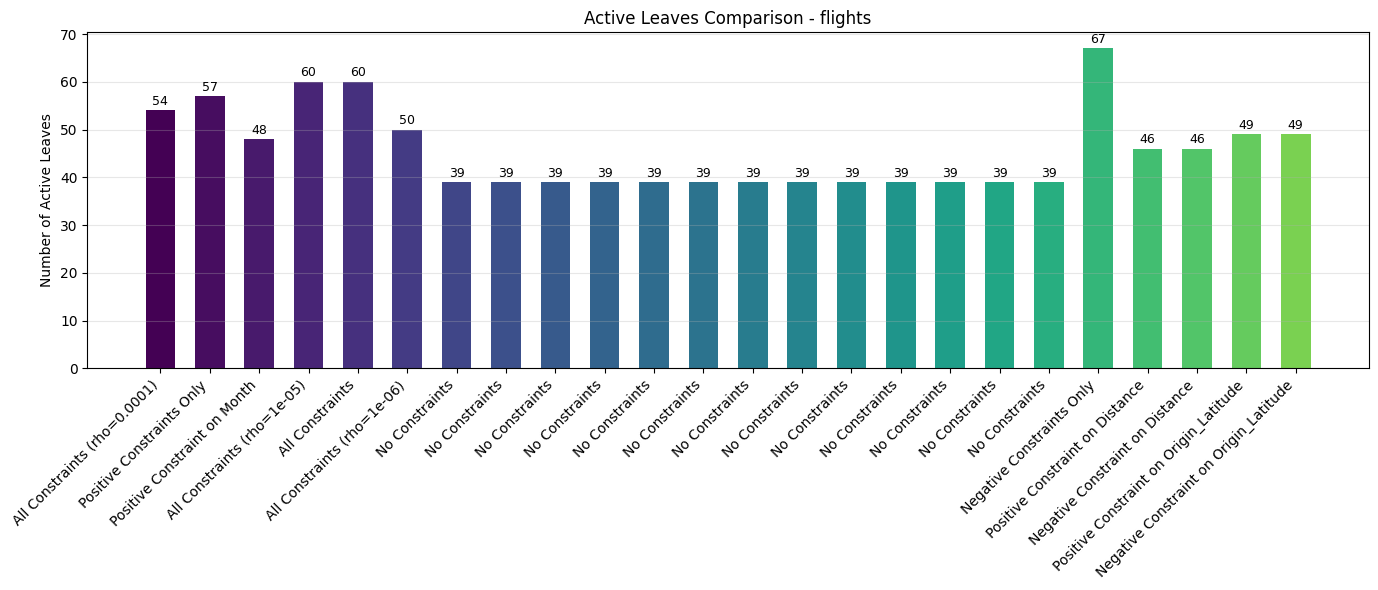 Active Leaves Comparison - flights
Number of Active Leaves
70
60
50
40
30
20
10
0
54
57
48
60
60
50
39
39
39
39
39
39
39
39
39
39
39
39
39
67
46
46
49
49
All Constraints (rho=0.0001)
Positive Constraints Only
Positive Constraint on Month
All Constraints (rho=1e-05)
All Constraints
All Constraints (rho=1e-06)
No Constraints
No Constraints
No Constraints
No Constraints
No Constraints
No Constraints
No Constraints
No Constraints
No Constraints
No Constraints
No Constraints
No Constraints
No Constraints
Negative Constraints Only
Positive Constraint on Distance
Negative Constraint on Distance
Positive Constraint on Origin_Latitude
Negative Constraint on Origin_Latitude